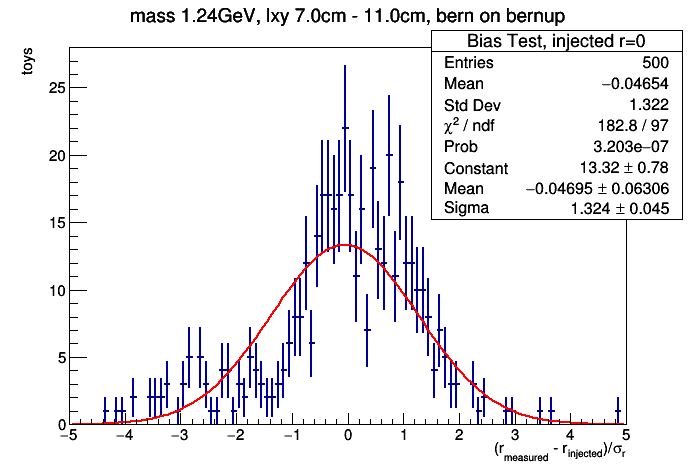 mass 1.24GeV, lxy 7.0cm - 11.0cm, bern on bernup
toys
Bias Test, injected r=0
Entries 500
Mean −0.04654
Std Dev 1.322
χ² / ndf 182.8 / 97
Prob 3.203e−07
Constant 13.32 ± 0.78
Mean −0.04695 ± 0.06306
Sigma 1.324 ± 0.045
25
20
15
10
5
0
−5 −4 −3 −2 −1 0 1 2 3 4 5
(r_measured - r_injected)/σ_r